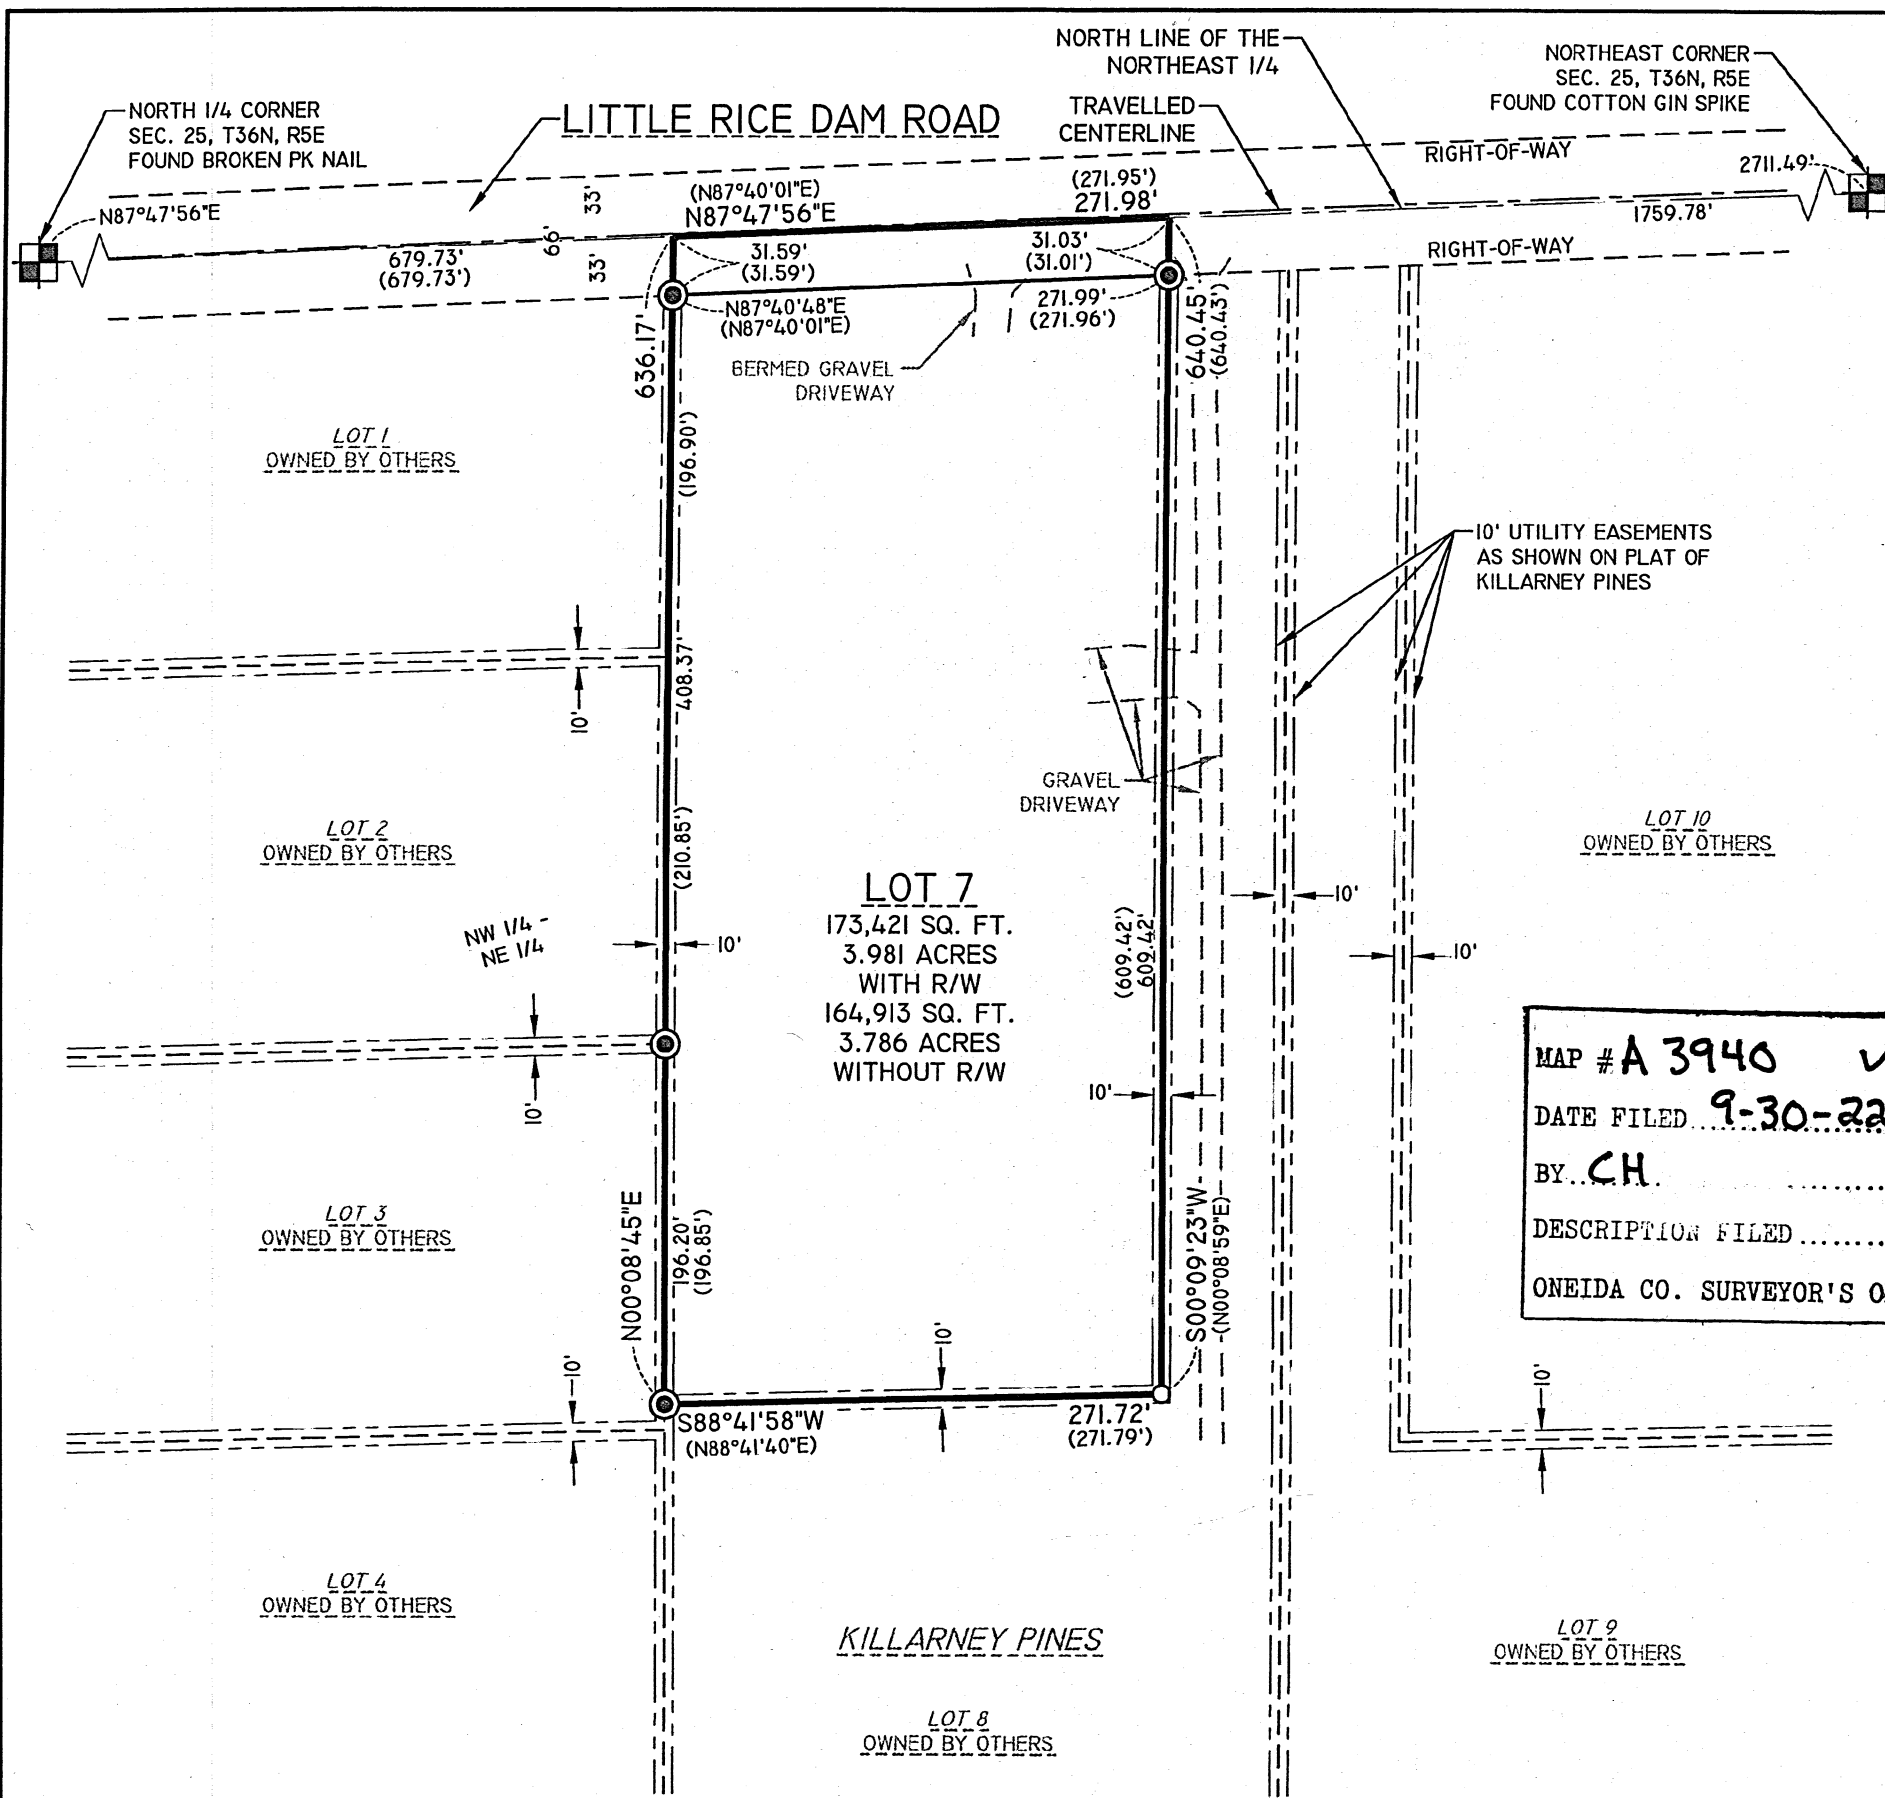 NORTH LINE OF THE
NORTHEAST 1/4
NORTHEAST CORNER
SEC. 25, T36N, R5E
FOUND COTTON GIN SPIKE
NORTH 1/4 CORNER
SEC. 25, T36N, R5E
FOUND BROKEN PK NAIL
LITTLE RICE DAM ROAD
TRAVELLED
CENTERLINE
RIGHT-OF-WAY
2711.49'
N87°47'56"E
33'
(N87°40'01"E)
N87°47'56"E
(271.95')
271.98'
1759.78'
679.73'
(679.73')
66'
33'
31.59'
(31.59')
31.03'
(31.01')
RIGHT-OF-WAY
N87°40'48"E
(N87°40'01"E)
271.99'
(271.96')
636.17'
640.45'
(640.43')
BERMED GRAVEL
DRIVEWAY
LOT 1
OWNED BY OTHERS
(196.90')
10' UTILITY EASEMENTS
AS SHOWN ON PLAT OF
KILLARNEY PINES
408.37'
10'
GRAVEL
DRIVEWAY
LOT 2
OWNED BY OTHERS
(210.85')
LOT 10
OWNED BY OTHERS
LOT 7
173,421 SQ. FT.
3.981 ACRES
WITH R/W
164,913 SQ. FT.
3.786 ACRES
WITHOUT R/W
10'
NW 1/4 -
NE 1/4
10'
(609.42')
609.42'
10'
10'
10'
MAP # A 3940
DATE FILED 9-30-22
BY CH
DESCRIPTION FILED
ONEIDA CO. SURVEYOR'S O
LOT 3
OWNED BY OTHERS
N00°08'45"E
196.20'
(196.85')
S00°09'23"W
(N00°08'59"E)
10'
10'
10'
S88°41'58"W
(N88°41'40"E)
271.72'
(271.79')
LOT 4
OWNED BY OTHERS
KILLARNEY PINES
LOT 9
OWNED BY OTHERS
LOT 8
OWNED BY OTHERS